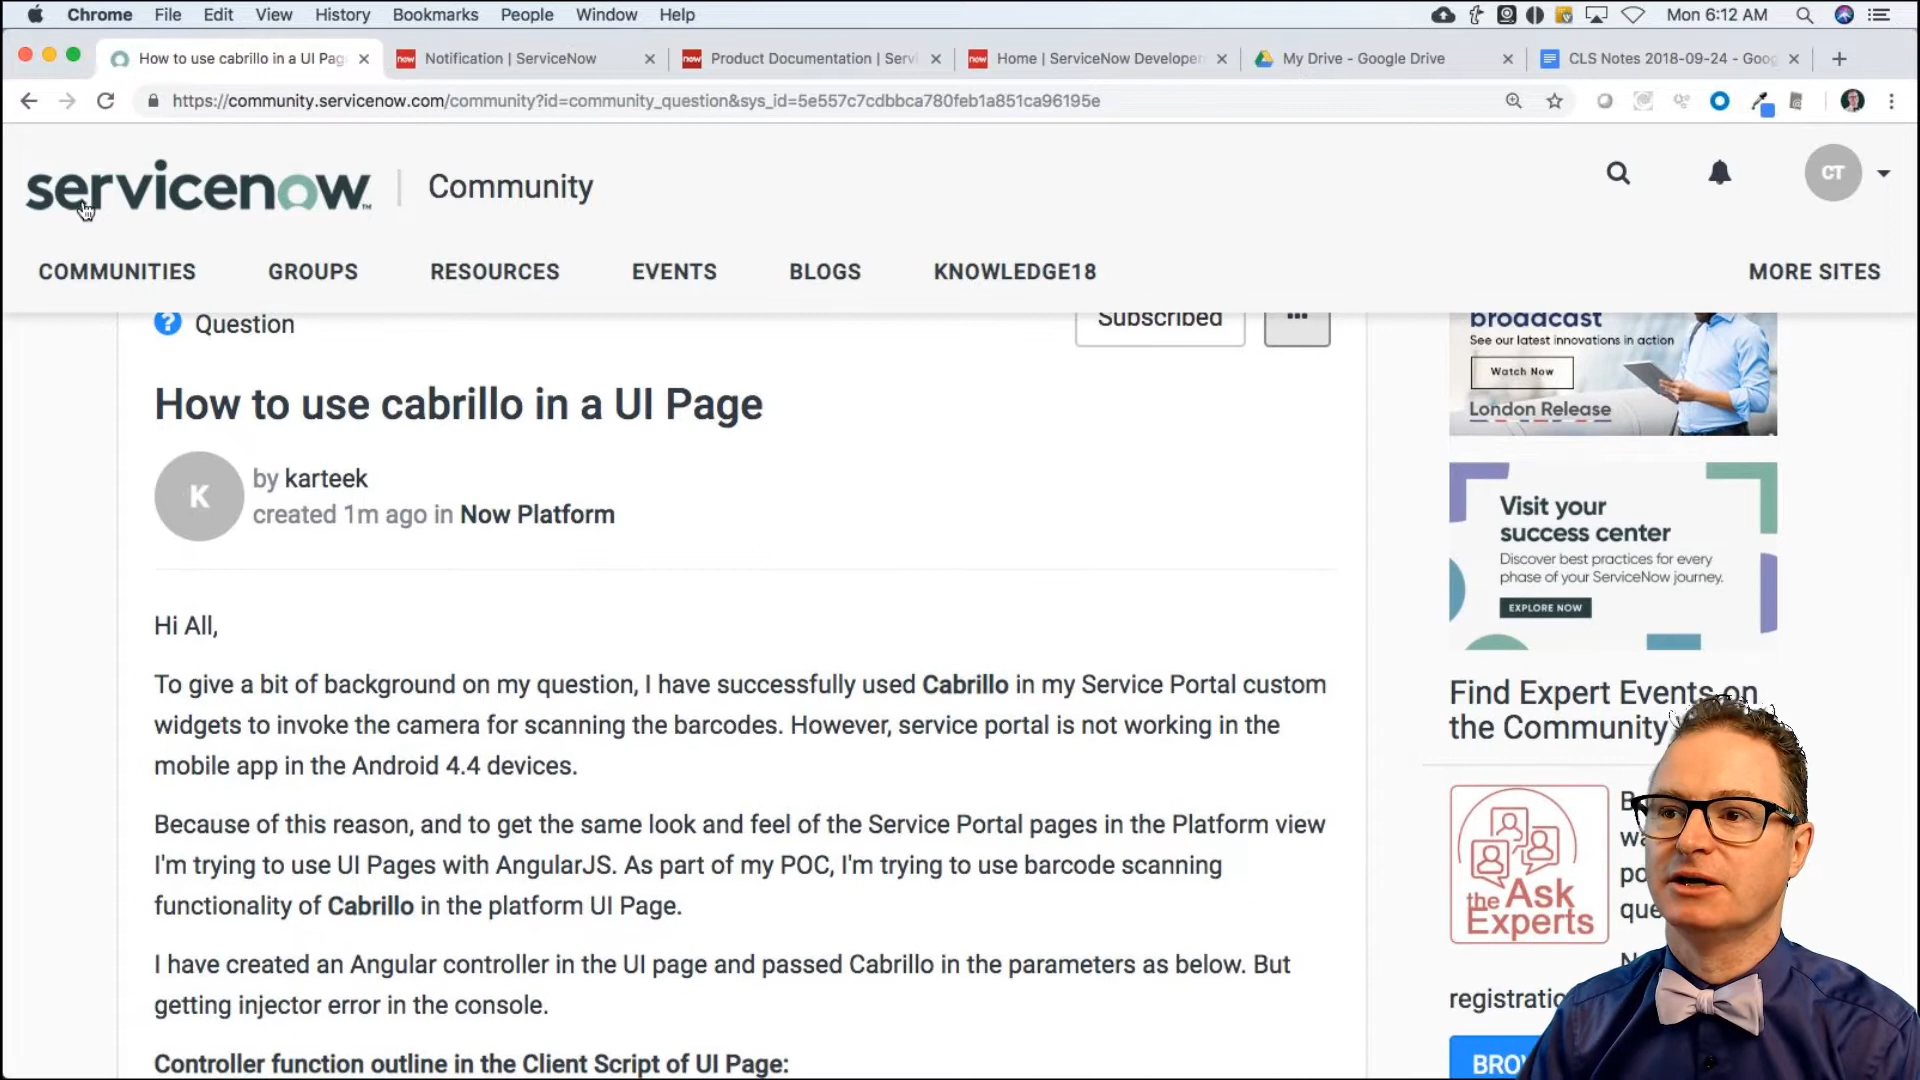 Chrome File Edit View History Bookmarks People Window Help Mon 6:12 AM
How to use cabrillo in a UI Pag Notification | ServiceNow Product Documentation | Servi Home | ServiceNow Developer My Drive - Google Drive CLS Notes 2018-09-24 - Goog
https://community.servicenow.com/community?id=community_question&sys_id=5e557c7cdbbca780feb1a851ca96195e
servicenow™ Community CT
COMMUNITIES GROUPS RESOURCES EVENTS BLOGS KNOWLEDGE18 MORE SITES
? Question Subscribed ...
How to use cabrillo in a UI Page
K by karteek
created 1m ago in Now Platform
Hi All,
To give a bit of background on my question, I have successfully used Cabrillo in my Service Portal custom
widgets to invoke the camera for scanning the barcodes. However, service portal is not working in the
mobile app in the Android 4.4 devices.
Because of this reason, and to get the same look and feel of the Service Portal pages in the Platform view
I'm trying to use UI Pages with AngularJS. As part of my POC, I'm trying to use barcode scanning
functionality of Cabrillo in the platform UI Page.
I have created an Angular controller in the UI page and passed Cabrillo in the parameters as below. But
getting injector error in the console.
Controller function outline in the Client Script of UI Page:
broadcast
See our latest innovations in action
Watch Now
London Release
Visit your
success center
Discover best practices for every
phase of your ServiceNow journey.
EXPLORE NOW
Find Expert Events on
the Community
the Ask
Experts
registratio
BRO